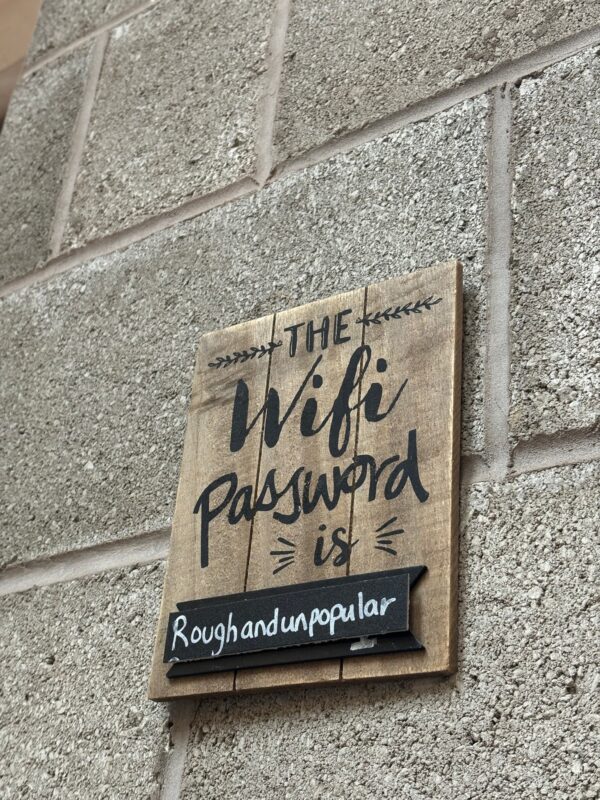 THE
Wifi
Password
is
Roughandunpopular